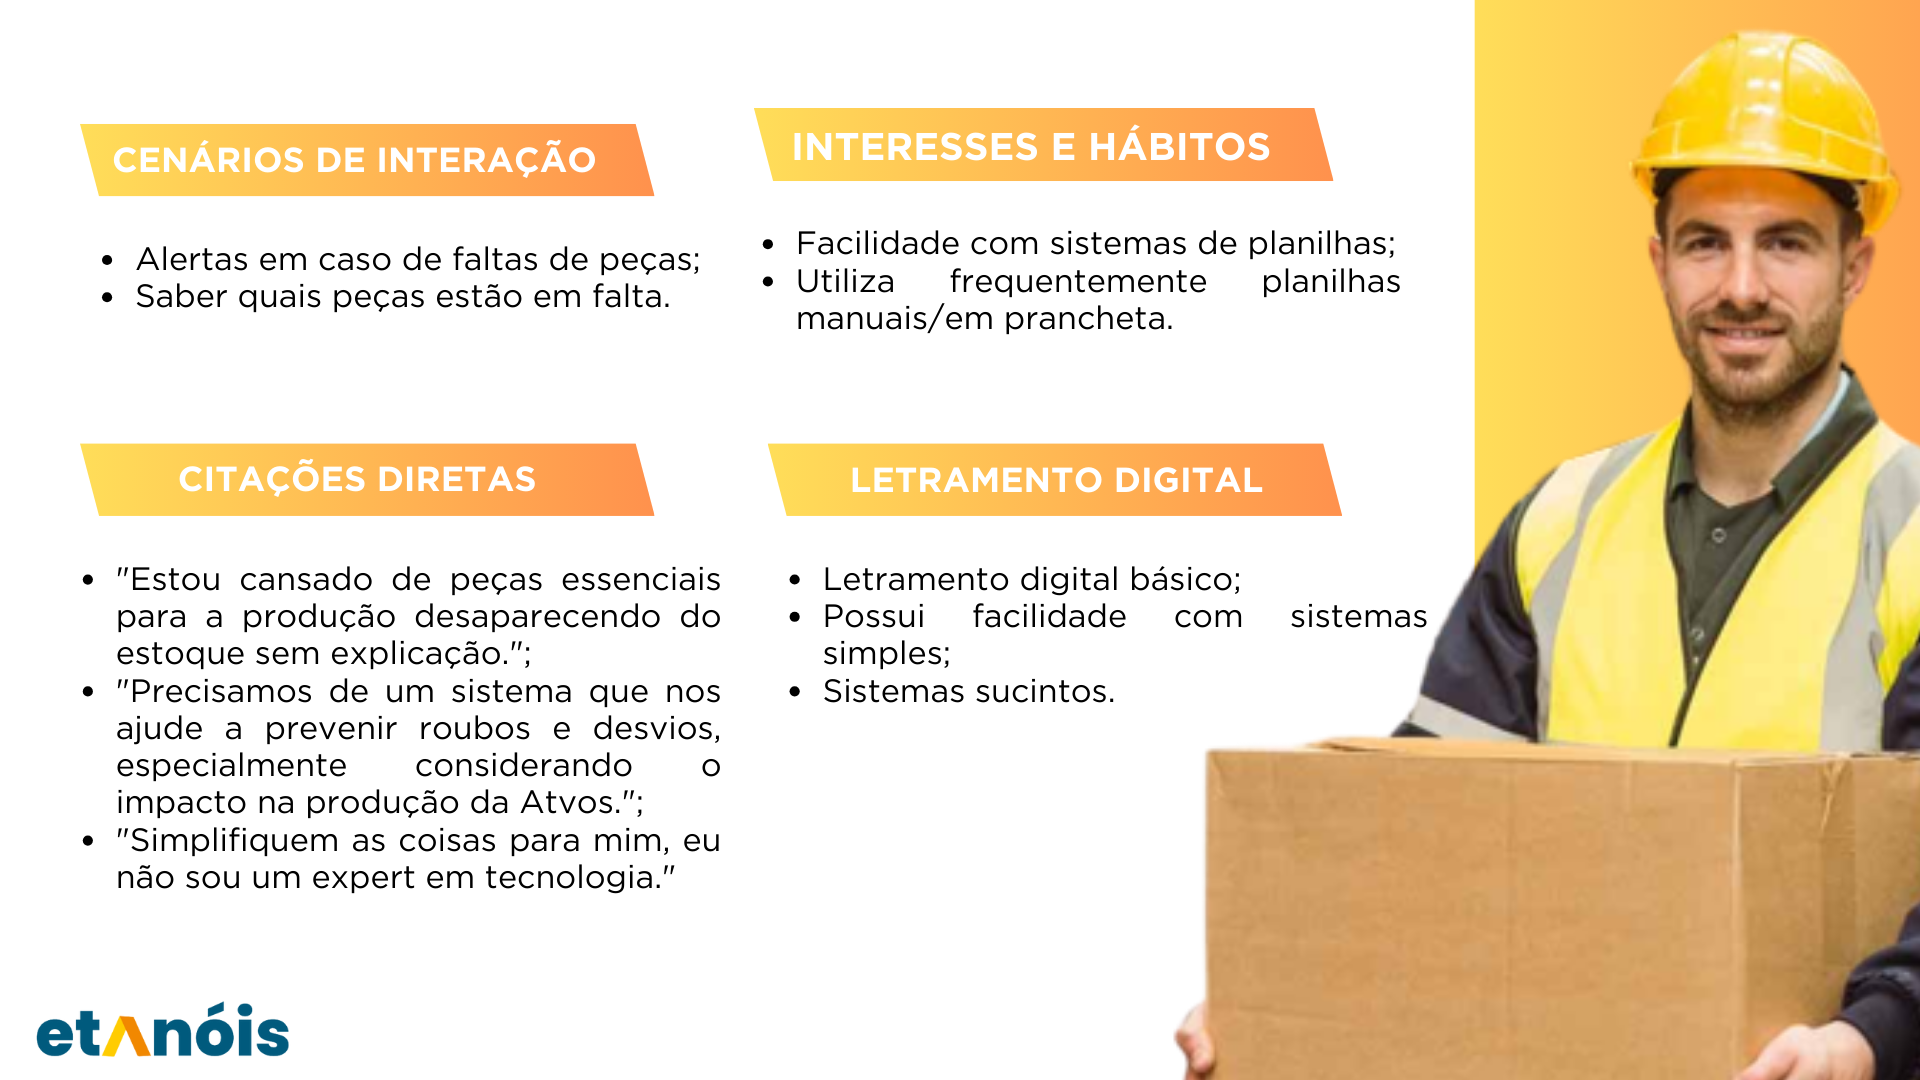 CENÁRIOS DE INTERAÇÃO
• Alertas em caso de faltas de peças;
• Saber quais peças estão em falta.
INTERESSES E HÁBITOS
• Facilidade com sistemas de planilhas;
• Utiliza frequentemente planilhas
manuais/em prancheta.
CITAÇÕES DIRETAS
• "Estou cansado de peças essenciais
para a produção desaparecendo do
estoque sem explicação.";
• "Precisamos de um sistema que nos
ajude a prevenir roubos e desvios,
especialmente considerando o
impacto na produção da Atvos.";
• "Simplifiquem as coisas para mim, eu
não sou um expert em tecnologia."
LETRAMENTO DIGITAL
• Letramento digital básico;
• Possui facilidade com sistemas
simples;
• Sistemas sucintos.
etanóis